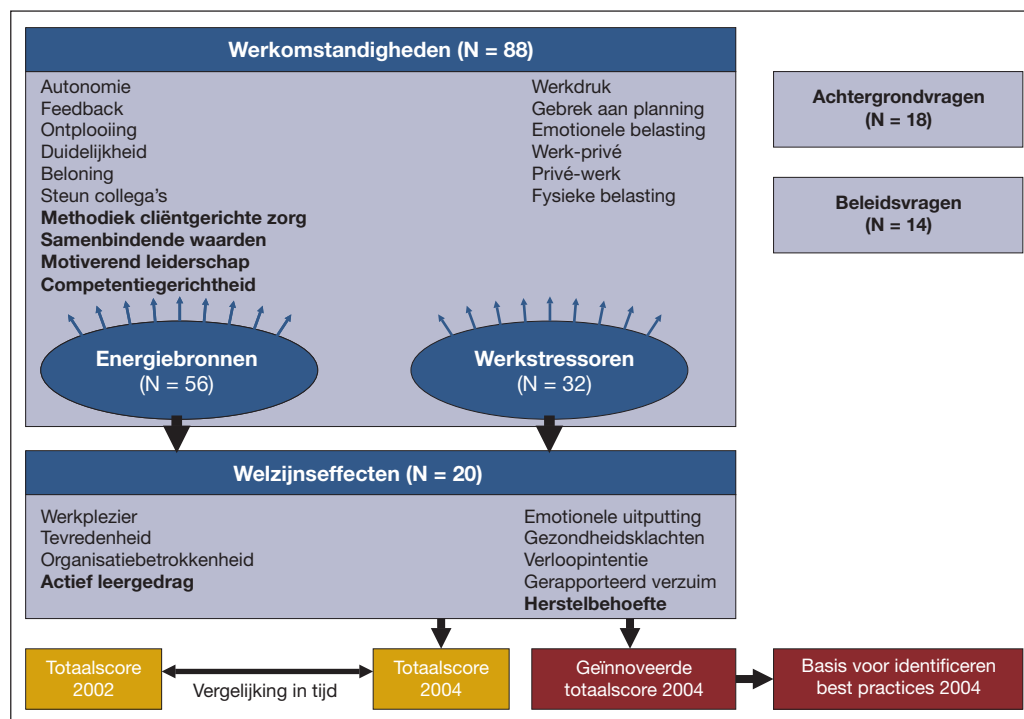 Werkomstandigheden (N = 88)
Autonomie
Feedback
Ontplooiing
Duidelijkheid
Beloning
Steun collega's
Methodiek cliëntgerichte zorg
Samenbindende waarden
Motiverend leiderschap
Competentiegerichtheid
Werkdruk
Gebrek aan planning
Emotionele belasting
Werk-privé
Privé-werk
Fysieke belasting
Energiebronnen
(N = 56)
Werkstressoren
(N = 32)
Achtergrondvragen
(N = 18)
Beleidsvragen
(N = 14)
Welzijnseffecten (N = 20)
Werkplezier
Tevredenheid
Organisatiebetrokkenheid
Actief leergedrag
Emotionele uitputting
Gezondheidsklachten
Verloopintentie
Gerapporteerd verzuim
Herstelbehoefte
Totaalscore
2002
Vergelijking in tijd
Totaalscore
2004
Geïnnoveerde
totaalscore 2004
Basis voor identificeren
best practices 2004